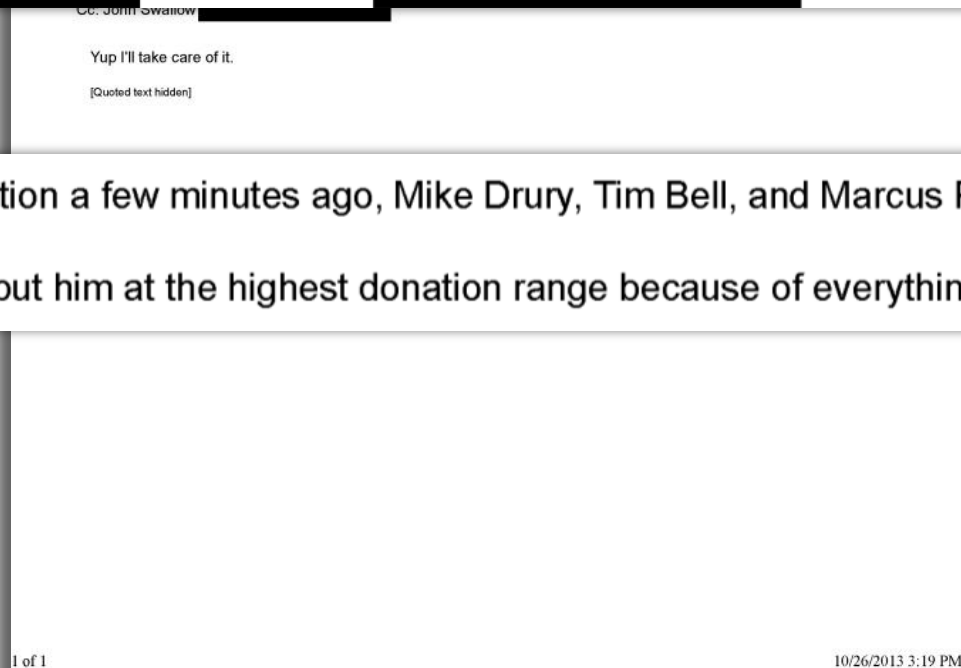 Cc: John Swallow
Yup I'll take care of it.
[Quoted text hidden]
tion a few minutes ago, Mike Drury, Tim Bell, and Marcus
out him at the highest donation range because of everythin
1 of 1
10/26/2013 3:19 PM